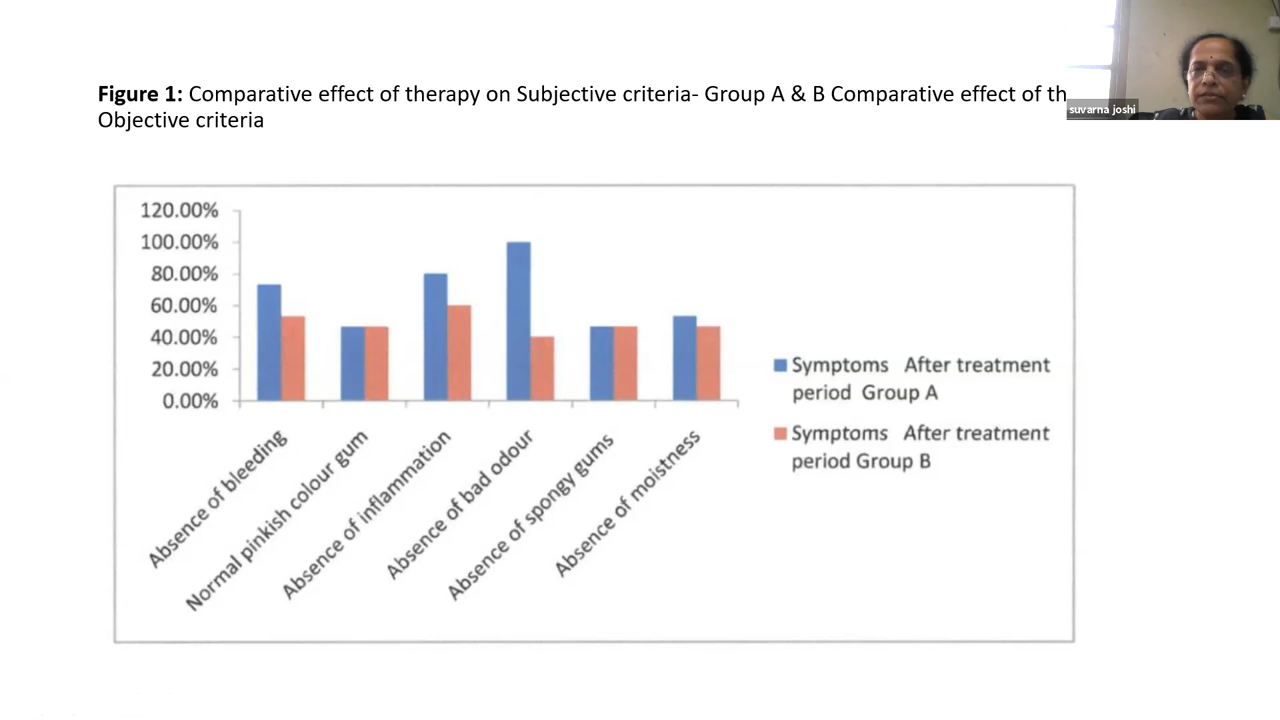 Figure 1: Comparative effect of therapy on Subjective criteria- Group A & B Comparative effect of th
Objective criteria
suvarna joshi
120.00%
100.00%
80.00%
60.00%
40.00%
20.00%
0.00%
Absence of bleeding
Normal pinkish colour gum
Absence of inflammation
Absence of bad odour
Absence of spongy gums
Absence of moistness
Symptoms After treatment
period Group A
Symptoms After treatment
period Group B